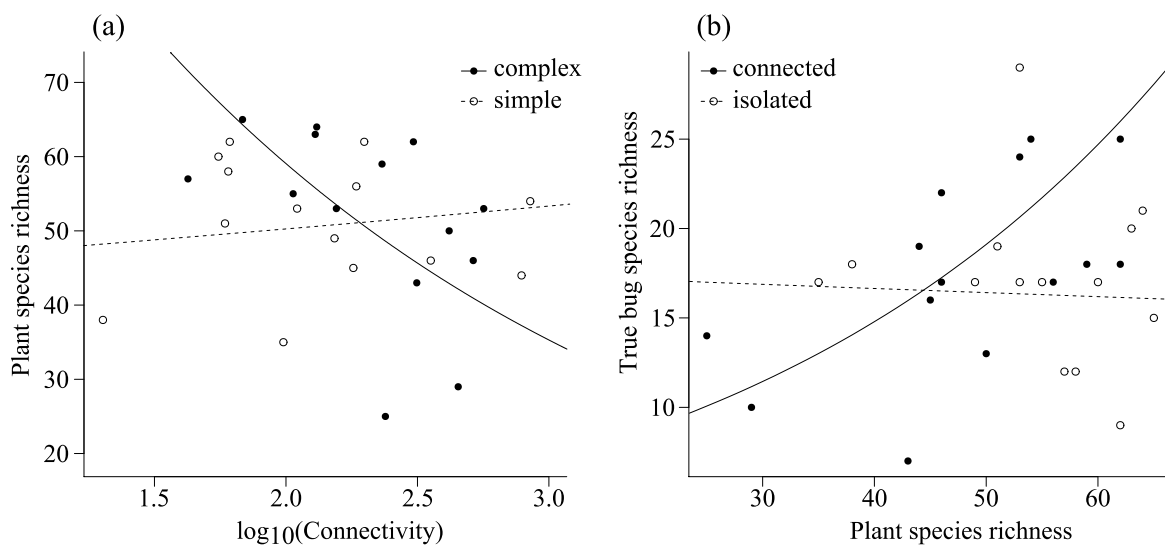 (a)
complex
simple
Plant species richness
70
60
50
40
30
20
1.5 2.0 2.5 3.0
log10(Connectivity)
(b)
connected
isolated
True bug species richness
25
20
15
10
30 40 50 60
Plant species richness